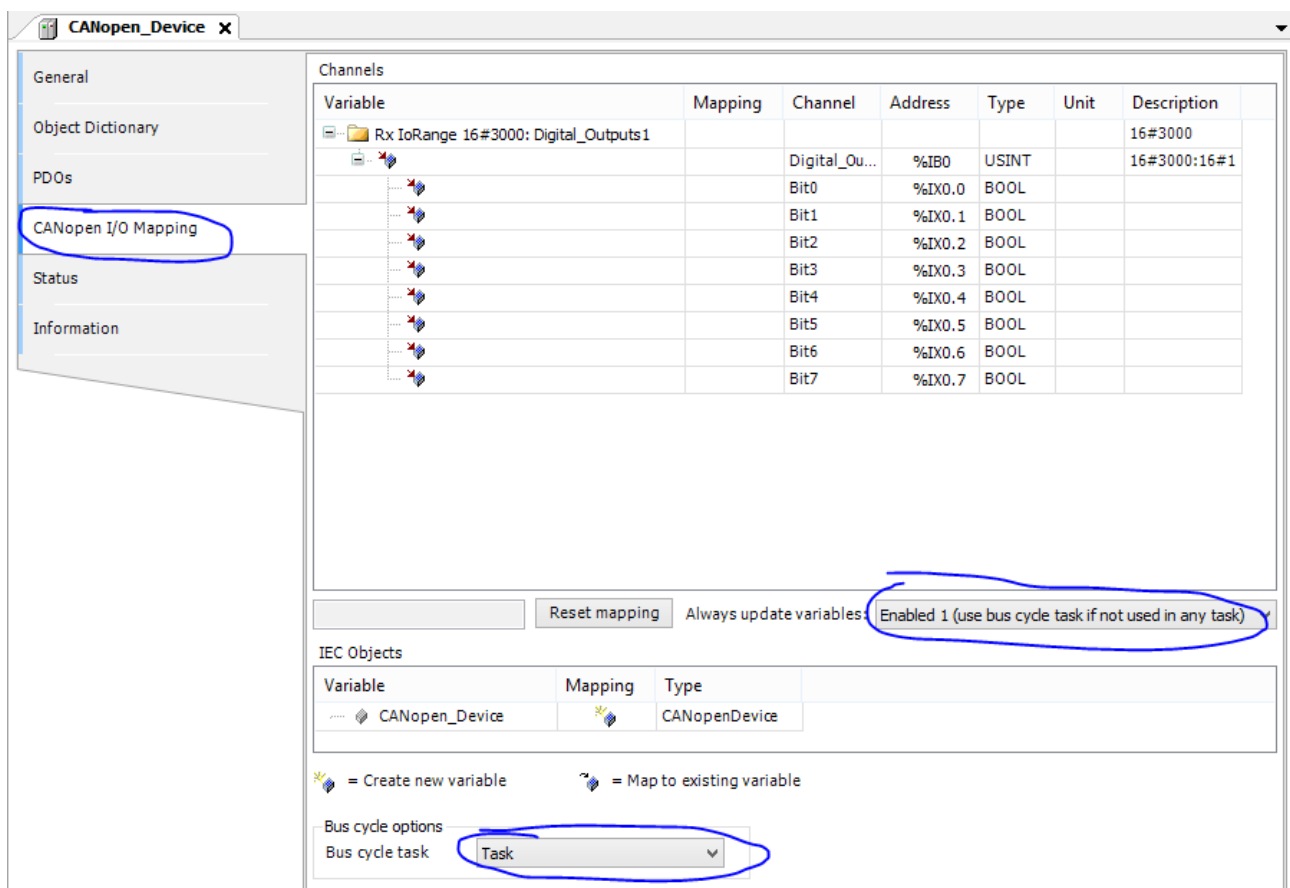 CANopen_Device X
General
Object Dictionary
PDOs
CANopen I/O Mapping
Status
Information
Channels
Variable Mapping Channel Address Type Unit Description
Rx IoRange 16#3000: Digital_Outputs1 16#3000
Digital_Ou... %IB0 USINT 16#3000:16#1
Bit0 %IX0.0 BOOL
Bit1 %IX0.1 BOOL
Bit2 %IX0.2 BOOL
Bit3 %IX0.3 BOOL
Bit4 %IX0.4 BOOL
Bit5 %IX0.5 BOOL
Bit6 %IX0.6 BOOL
Bit7 %IX0.7 BOOL
Reset mapping Always update variables: Enabled 1 (use bus cycle task if not used in any task)
IEC Objects
Variable Mapping Type
CANopen_Device CANopenDevice
= Create new variable = Map to existing variable
Bus cycle options
Bus cycle task Task